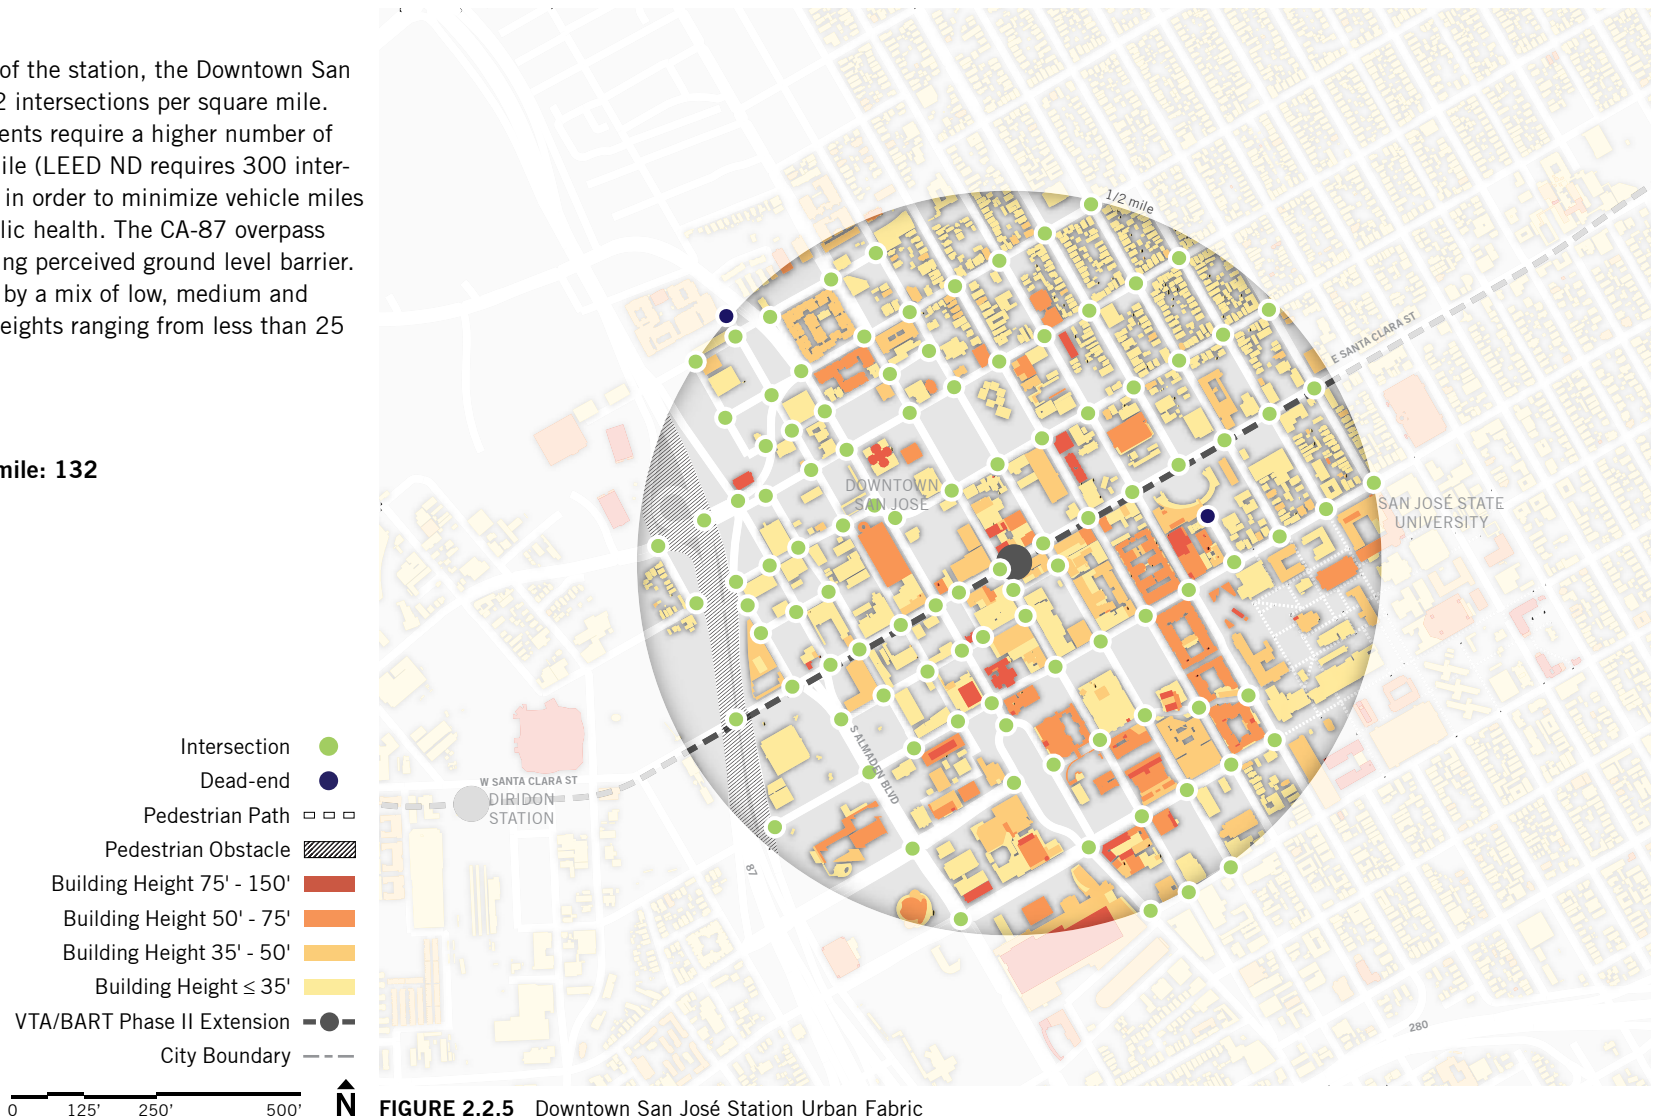 of the station, the Downtown San
2 intersections per square mile.
ents require a higher number of
ile (LEED ND requires 300 inter-
in order to minimize vehicle miles
lic health. The CA-87 overpass
ng perceived ground level barrier.
by a mix of low, medium and
eights ranging from less than 25
mile: 132
Intersection
Dead-end
Pedestrian Path
Pedestrian Obstacle
Building Height 75' - 150'
Building Height 50' - 75'
Building Height 35' - 50'
Building Height ≤ 35'
VTA/BART Phase II Extension
City Boundary
0 125’ 250’ 500’
N
1/2 mile
E SANTA CLARA ST
DOWNTOWN
SAN JOSÉ
SAN JOSÉ STATE
UNIVERSITY
S ALMADEN BLVD
W SANTA CLARA ST
DIRIDON
STATION
87
280
FIGURE 2.2.5 Downtown San José Station Urban Fabric